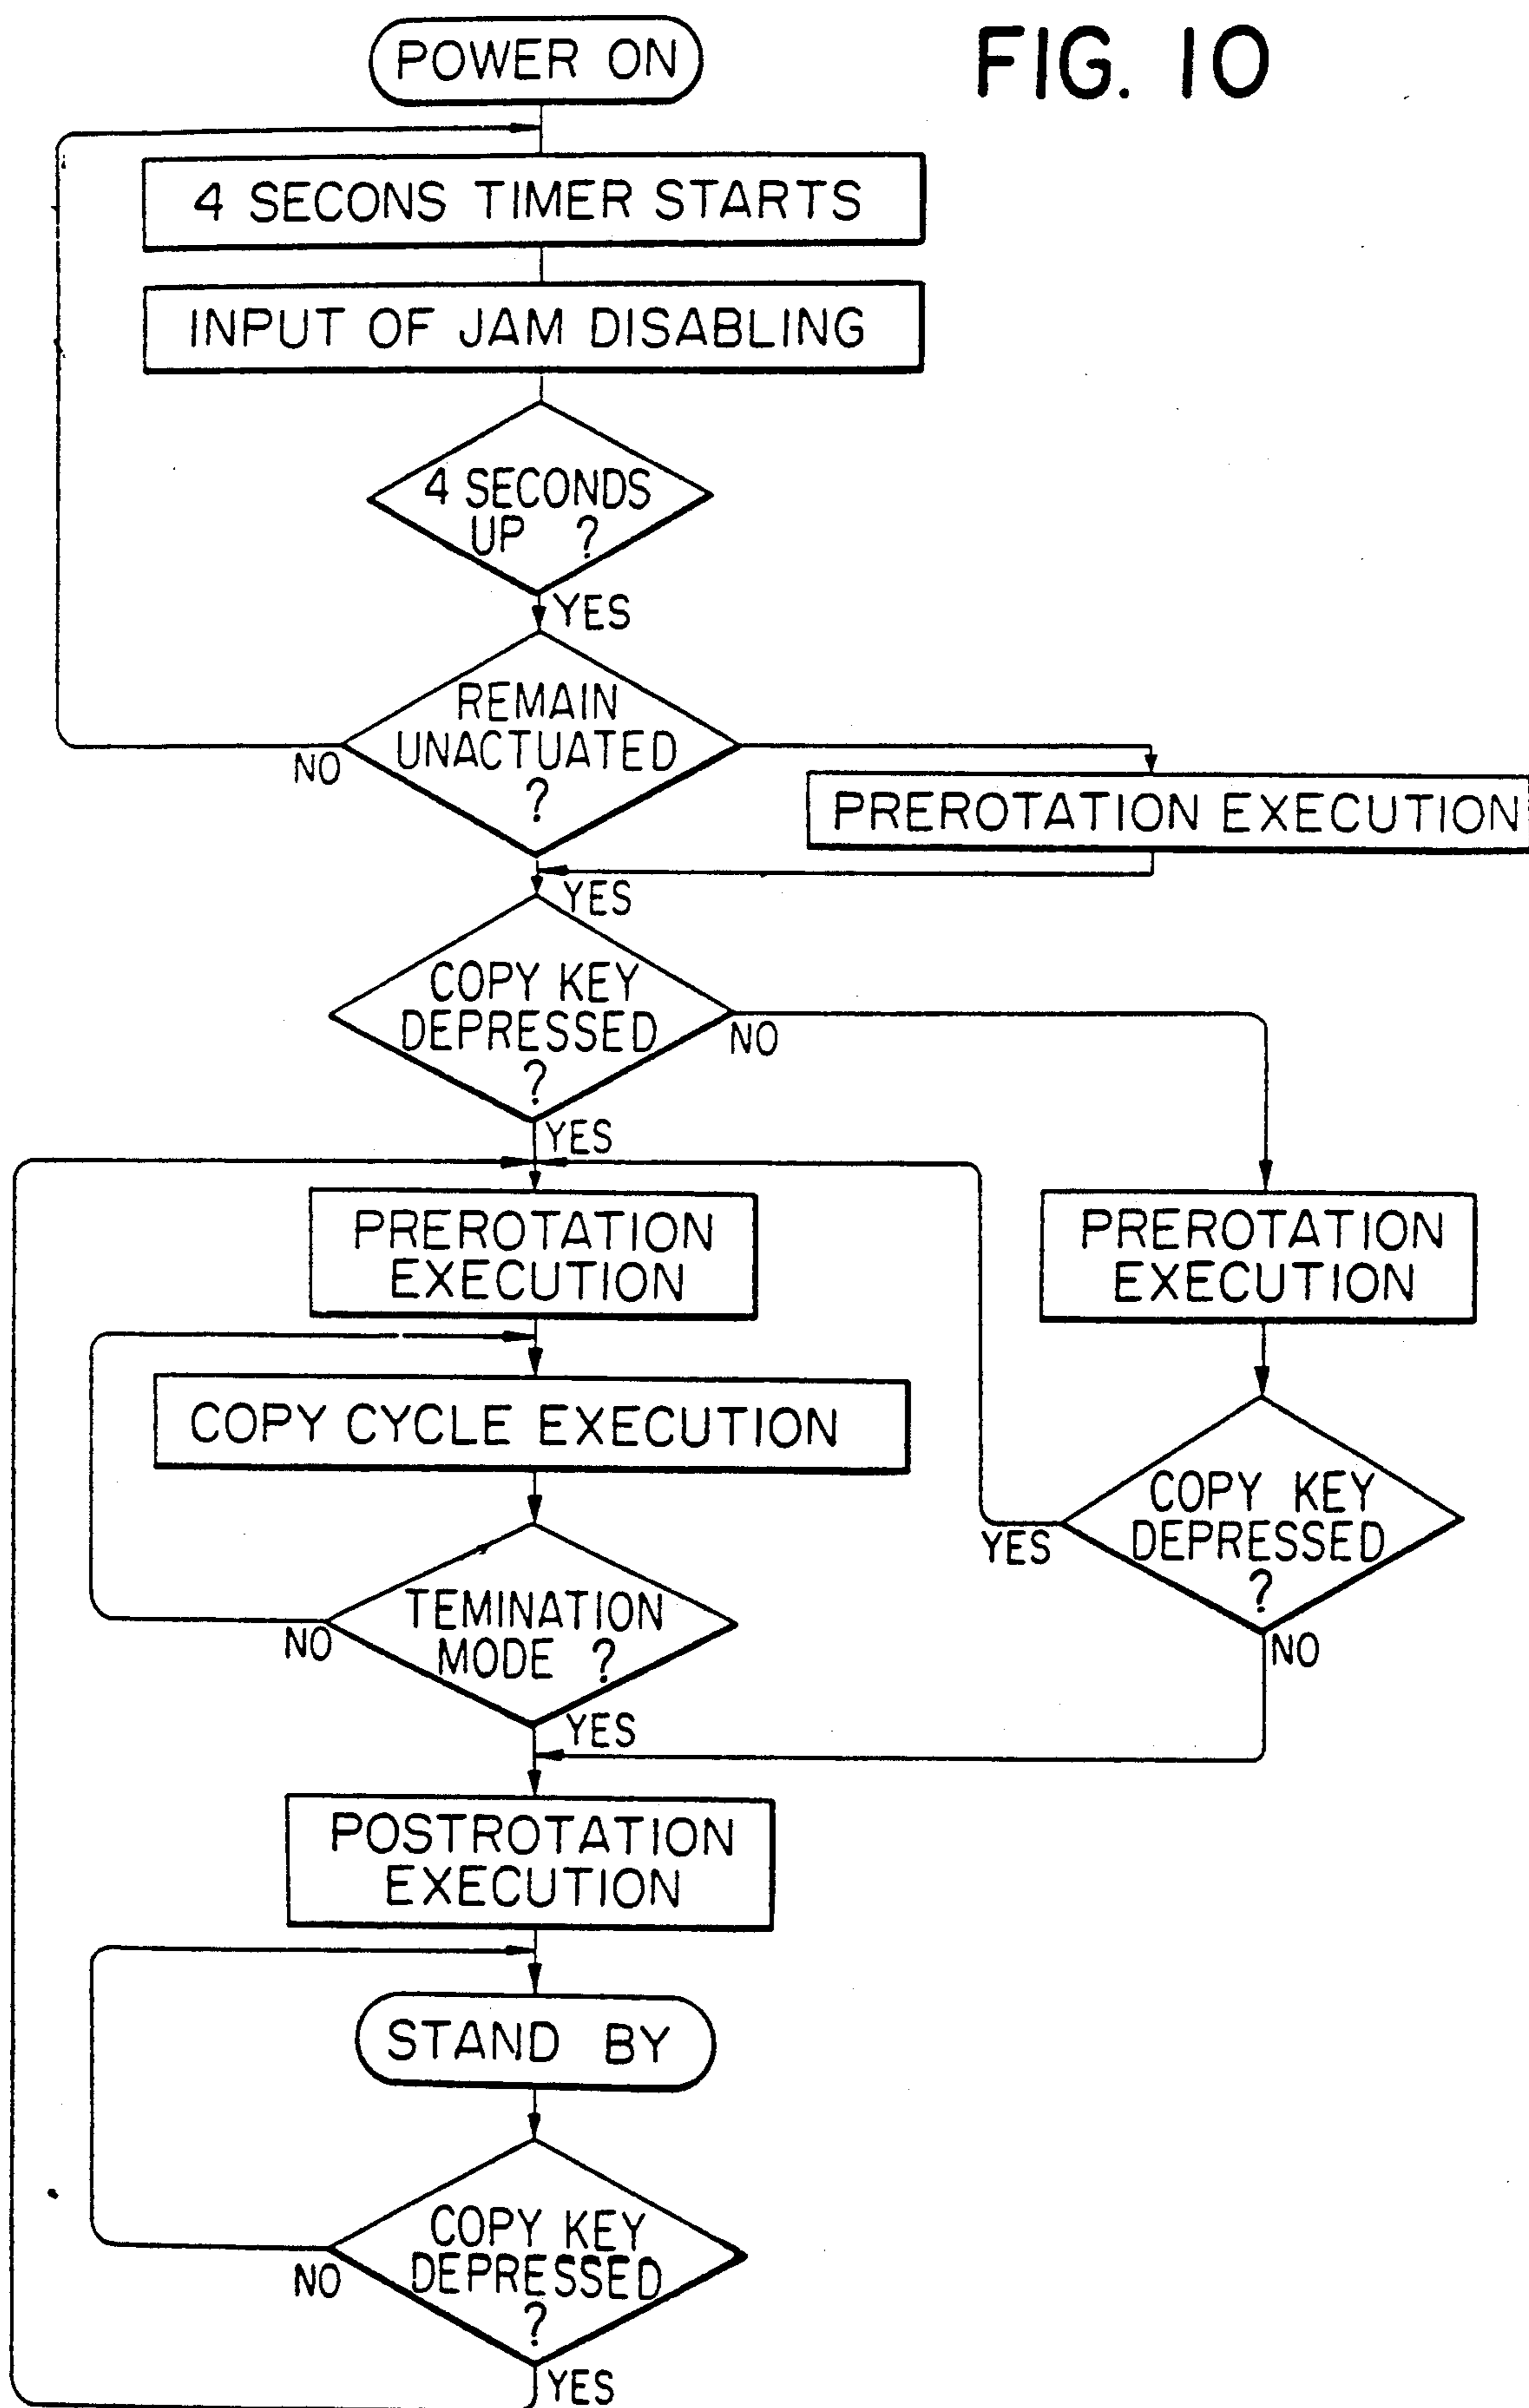 FIG. 10
POWER ON
4 SECONS TIMER STARTS
INPUT OF JAM DISABLING
4 SECONDS
UP ?
YES
REMAIN
UNACTUATED
?
NO
PREROTATION EXECUTION
YES
COPY KEY
DEPRESSED
?
NO
YES
PREROTATION
EXECUTION
PREROTATION
EXECUTION
COPY CYCLE EXECUTION
COPY KEY
DEPRESSED
?
YES
NO
TEMINATION
MODE ?
NO
YES
POSTROTATION
EXECUTION
STAND BY
COPY KEY
DEPRESSED
?
NO
YES